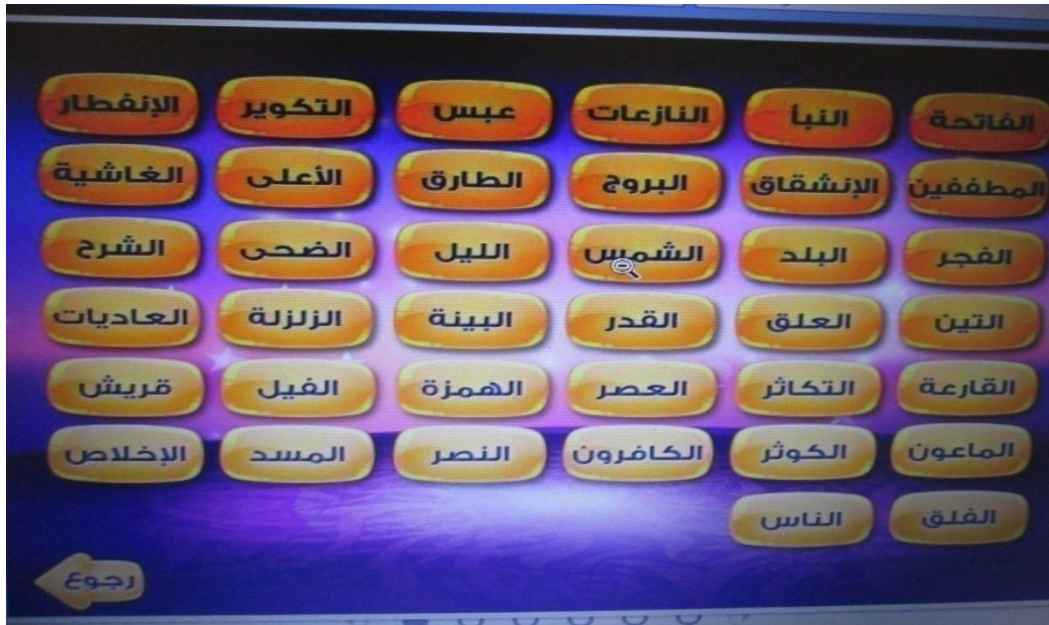 الفاتحة النبأ النازعات عبس التكوير الإنفطار
المطففين الإنشقاق البروج الطارق الأعلى الغاشية
الفجر البلد الشمس الليل الضحى الشرح
التين العلق القدر البينة الزلزلة العاديات
القارعة التكاثر العصر الهمزة الفيل قريش
الماعون الكوثر الكافرون النصر المسد الإخلاص
الفلق الناس
رجوع